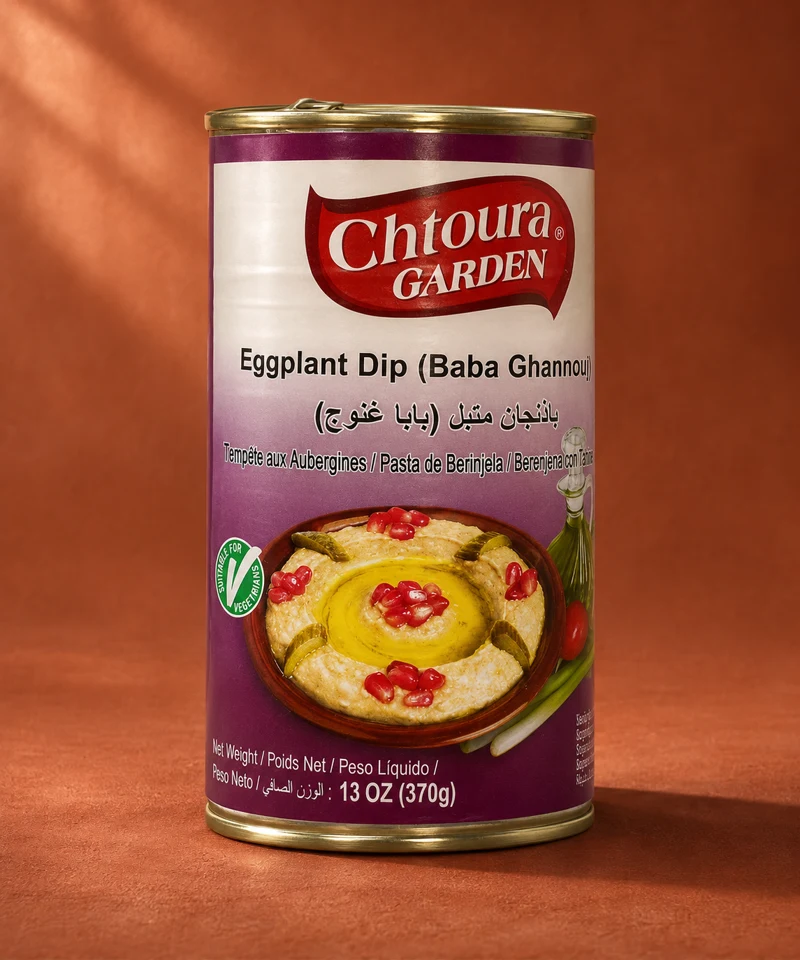 Chtoura®
GARDEN
Eggplant Dip (Baba Ghannouj)
باذنجان متبل (بابا غنوج)
Tempête aux Aubergines / Pasta de Berinjela / Berenjena con
SUITABLE FOR
VEGETARIANS
Net Weight / Poids Net / Peso Líquido /
Peso Neto / الوزن الصافي : 13 OZ (370g)